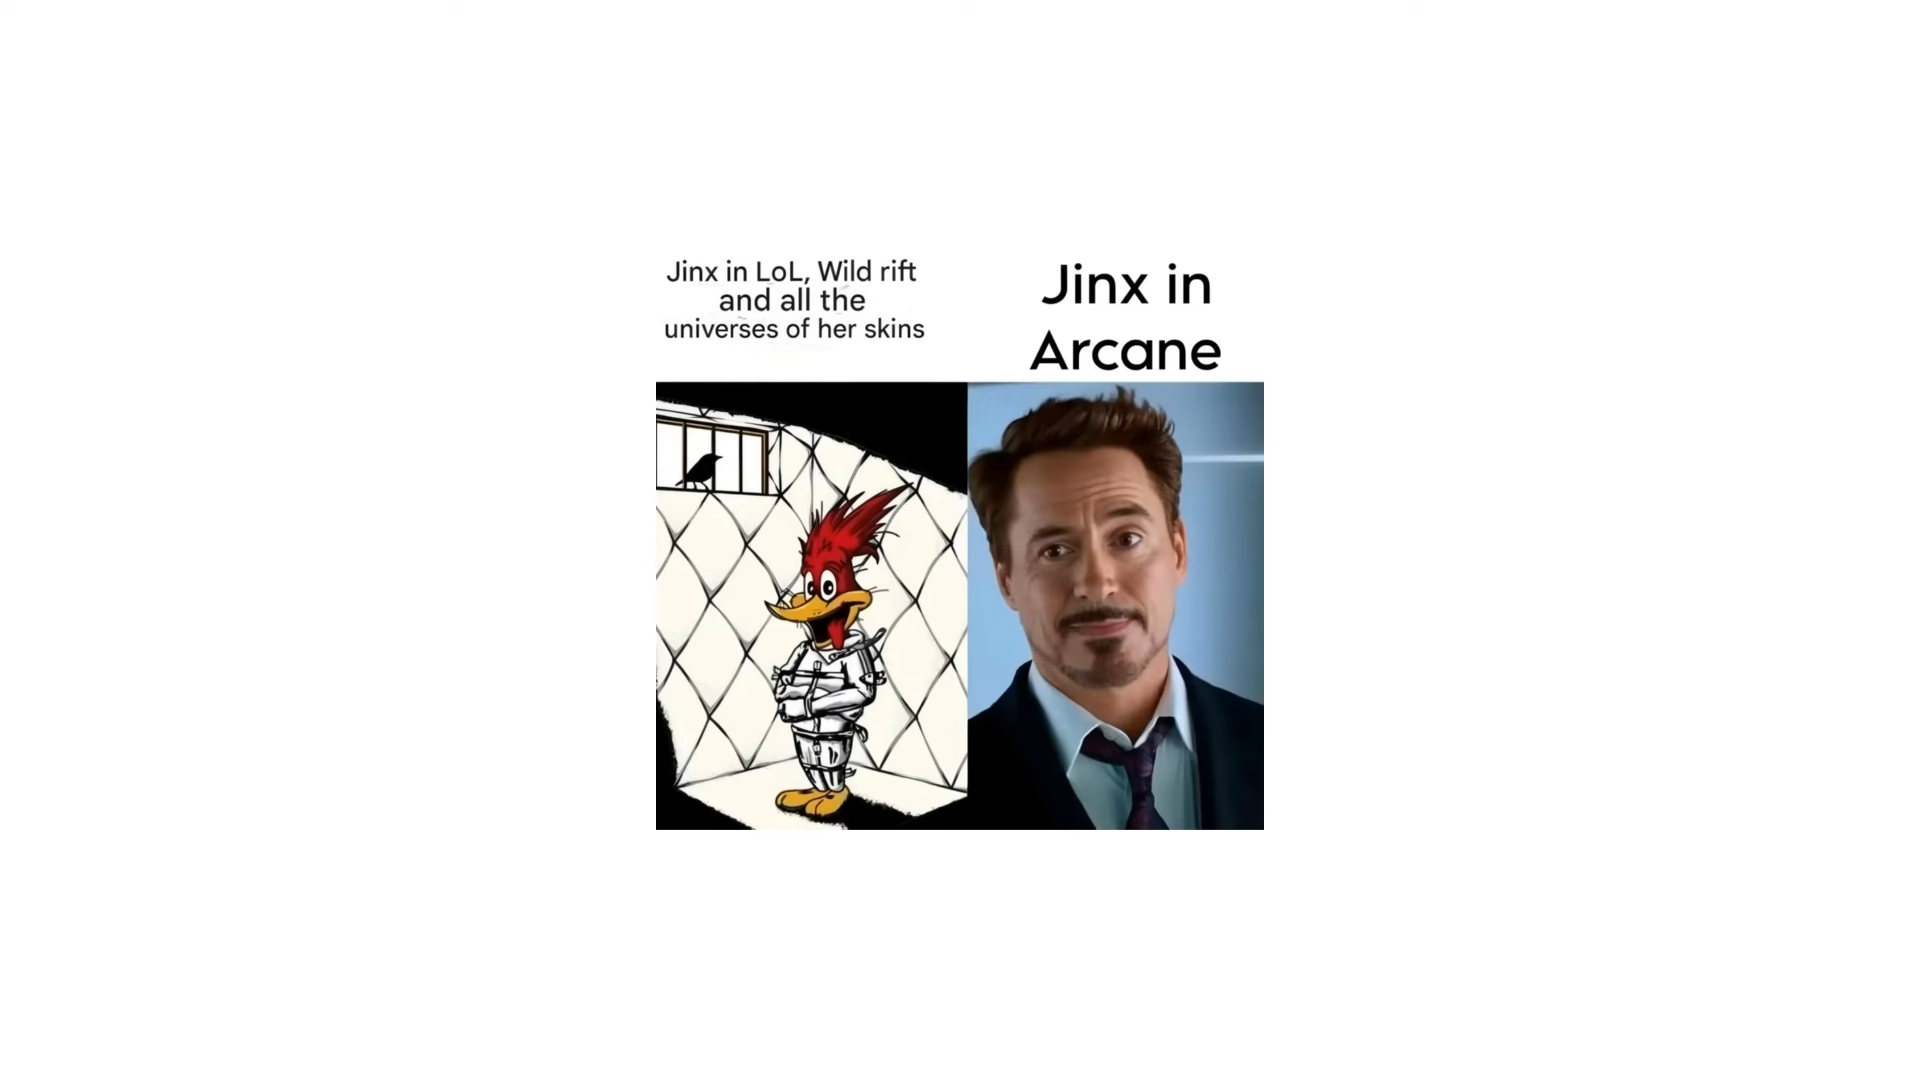 Jinx in LoL, Wild rift
and all the
universes of her skins
Jinx in
Arcane